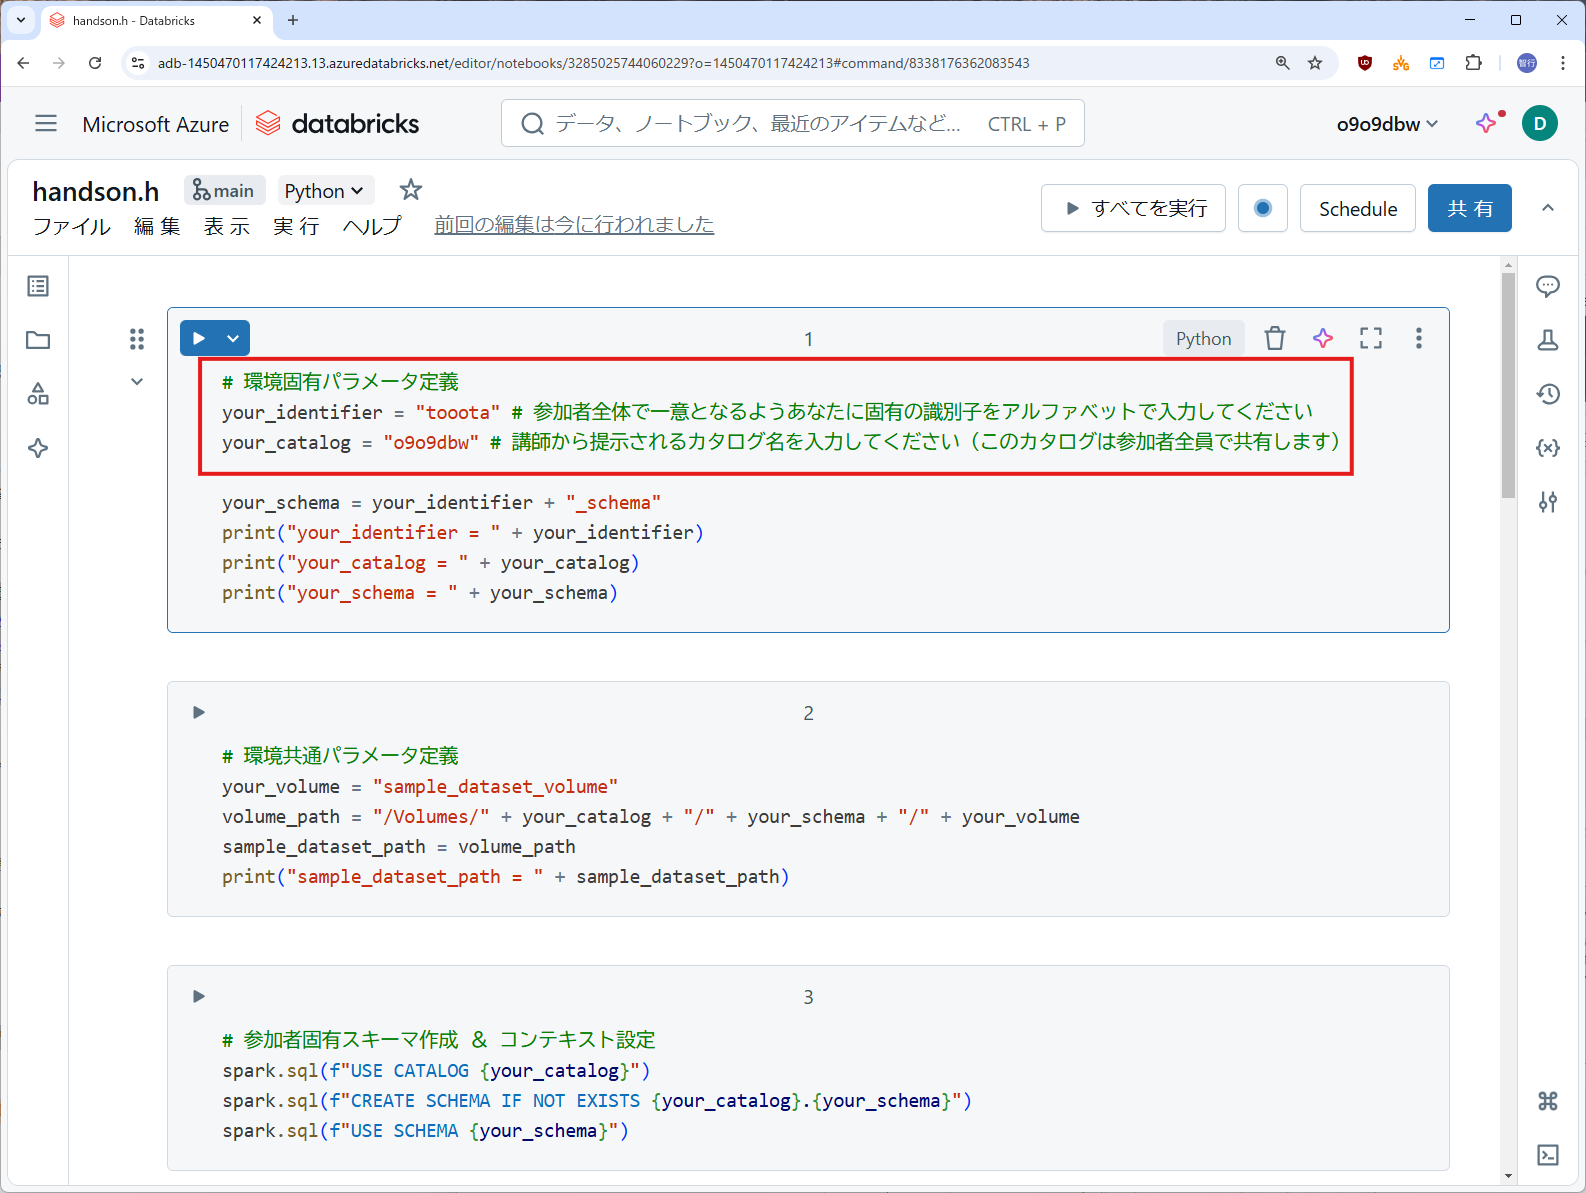 handson.h - Databricks
adb-1450470117424213.13.azuredatabricks.net/editor/notebooks/3285025744060229?o=1450470117424213#command/8338176362083543
智行
Microsoft Azure
databricks
データ、ノートブック、最近のアイテムなど...
CTRL + P
o9o9dbw
D
handson.h
main
Python
ファイル 編集 表示 実行 ヘルプ 前回の編集は今に行われました
すべてを実行
Schedule
共有
1
Python
# 環境固有パラメータ定義
your_identifier = "tooota" # 参加者全体で一意となるようあなたに固有の識別子をアルファベットで入力してください
your_catalog = "o9o9dbw" # 講師から提示されるカタログ名を入力してください（このカタログは参加者全員で共有します）
your_schema = your_identifier + "_schema"
print("your_identifier = " + your_identifier)
print("your_catalog = " + your_catalog)
print("your_schema = " + your_schema)
2
# 環境共通パラメータ定義
your_volume = "sample_dataset_volume"
volume_path = "/Volumes/" + your_catalog + "/" + your_schema + "/" + your_volume
sample_dataset_path = volume_path
print("sample_dataset_path = " + sample_dataset_path)
3
# 参加者固有スキーマ作成 & コンテキスト設定
spark.sql(f"USE CATALOG {your_catalog}")
spark.sql(f"CREATE SCHEMA IF NOT EXISTS {your_catalog}.{your_schema}")
spark.sql(f"USE SCHEMA {your_schema}")